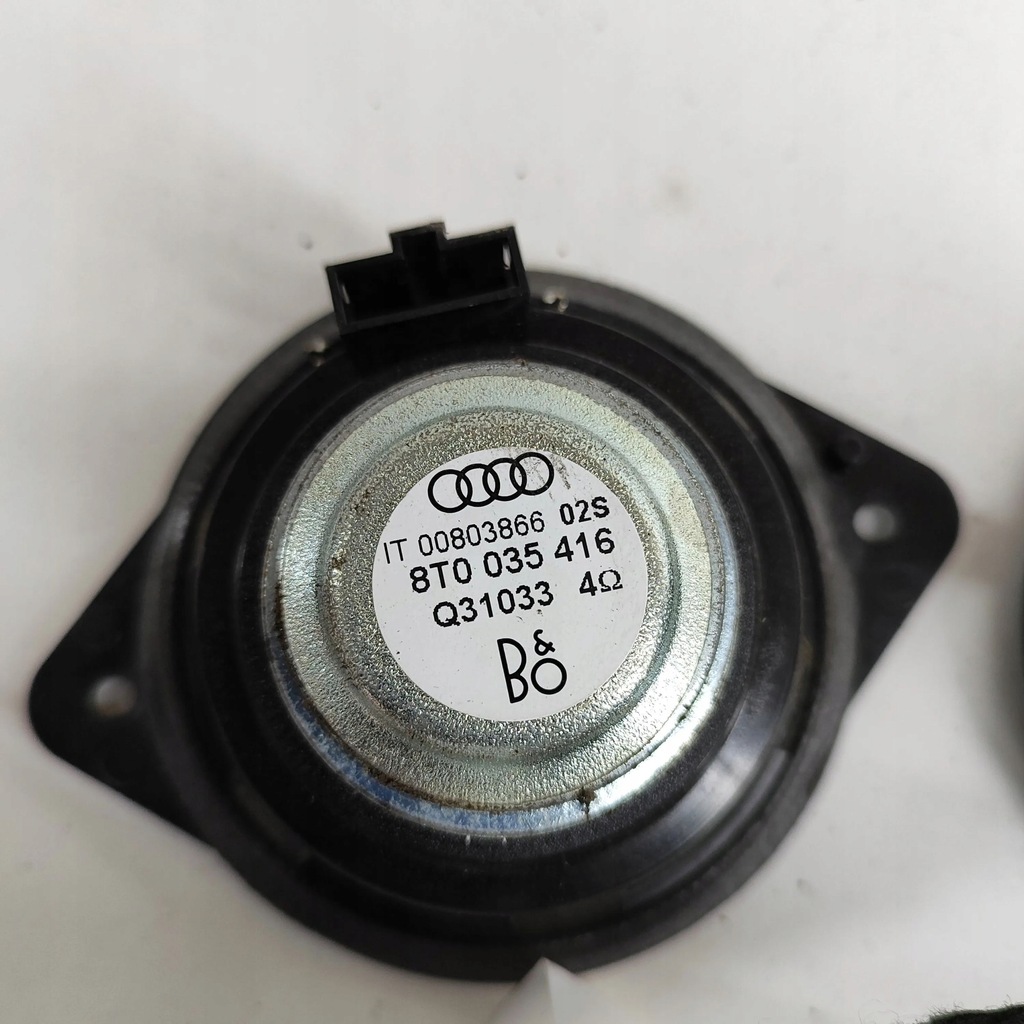 IT 00803866 02S
8T0 035 416
Q31033 4Ω
B&O